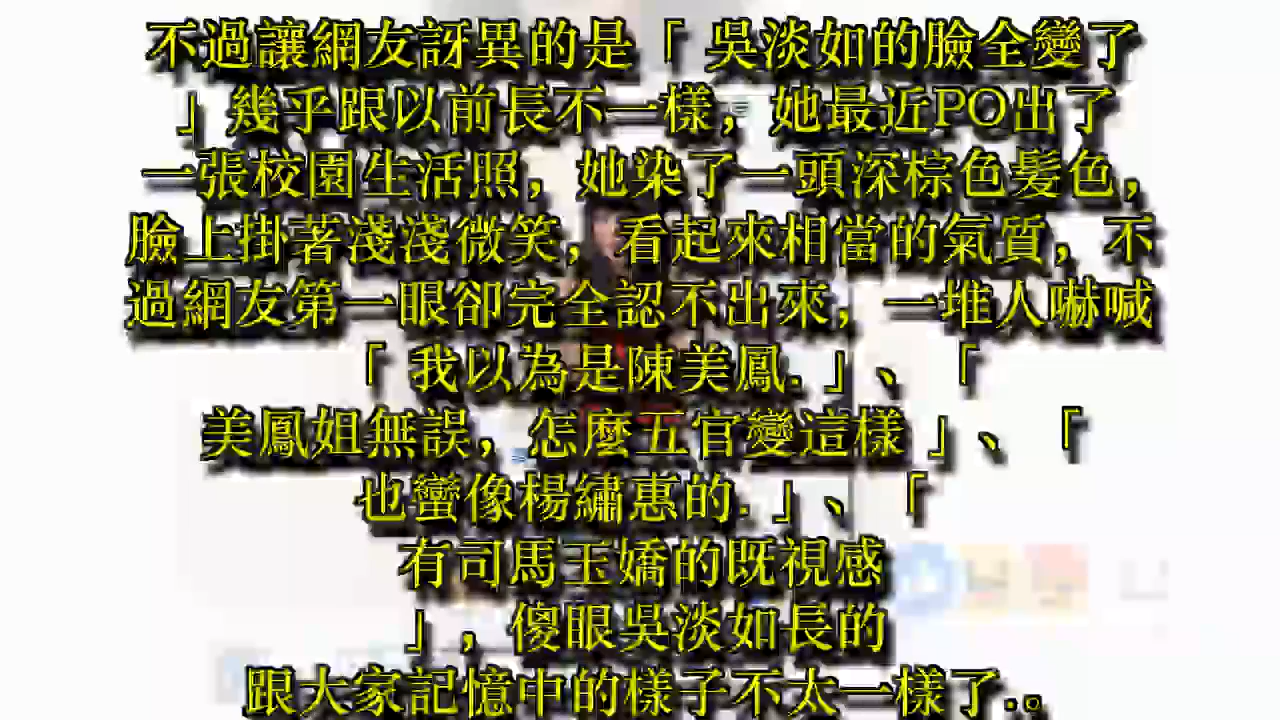 不過讓網友訝異的是「 吳淡如的臉全變了
」幾乎跟以前長不一樣，她最近PO出了
一張校園生活照，她染了一頭深棕色髪色，
臉上掛著淺淺微笑，看起來相當的氣質，不
過網友第一眼卻完全認不出來，一堆人嚇喊
「 我以為是陳美鳳. 」、「
美鳳姐無誤，怎麼五官變這樣 」、「
也蠻像楊繡惠的. 」、「
有司馬玉嬌的既視感
」，傻眼吳淡如長的
跟大家記憶中的樣子不太一樣了.。